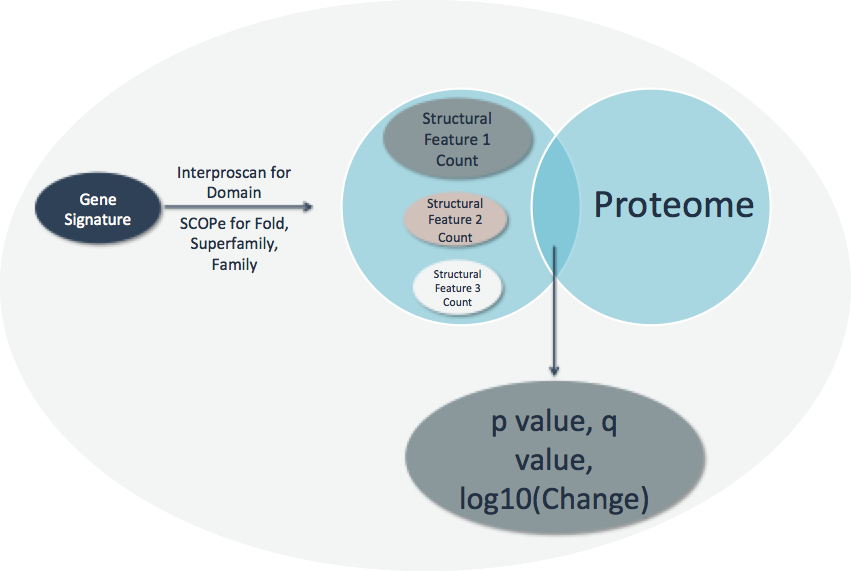 Gene
Signature
Interproscan for
Domain
SCOPe for Fold,
Superfamily,
Family
Structural
Feature 1
Count
Structural
Feature 2
Count
Structural
Feature 3
Count
Proteome
p value, q
value,
log10(Change)